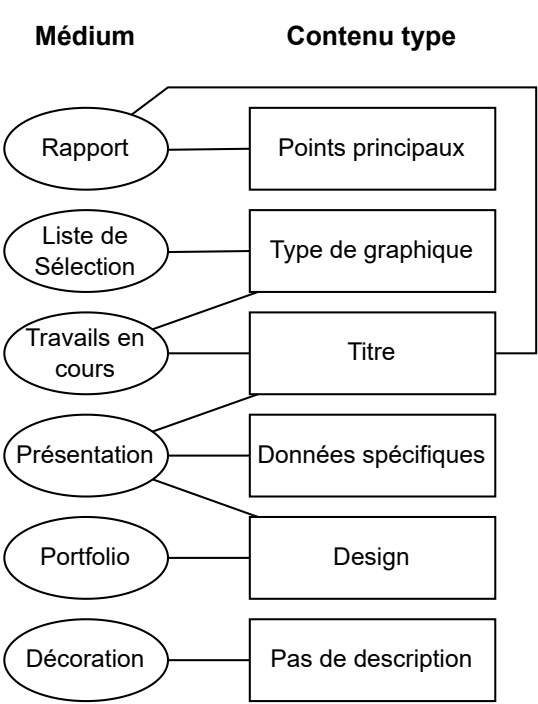 Médium
Contenu type
Rapport
Points principaux
Liste de
Sélection
Type de graphique
Travails en
cours
Titre
Présentation
Données spécifiques
Portfolio
Design
Décoration
Pas de description